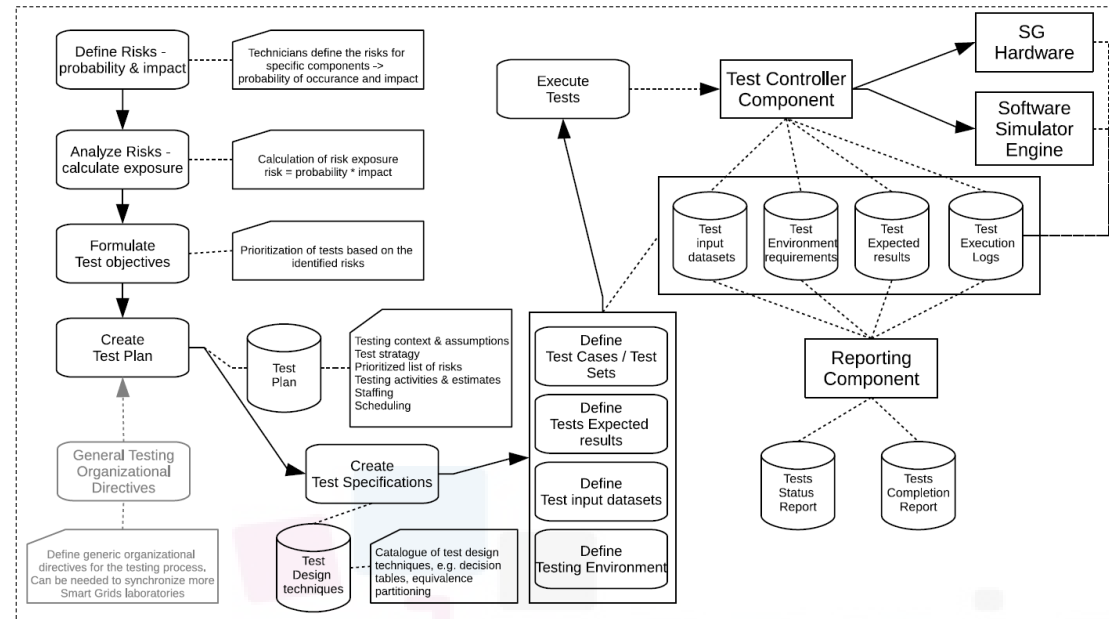 Define Risks -
probability & impact
Technicians define the risks for
specific components ->
probability of occurance and impact
Analyze Risks -
calculate exposure
Calculation of risk exposure
risk = probability * impact
Formulate
Test objectives
Prioritization of tests based on the
identified risks
Create
Test Plan
Test
Plan
Testing context & assumptions
Test stratagy
Prioritized list of risks
Testing activities & estimates
Staffing
Scheduling
General Testing
Organizational
Directives
Define generic organizational
directives for the testing process.
Can be needed to synchronize more
Smart Grids laboratories
Create
Test Specifications
Test
Design
techniques
Catalogue of test design
techniques, e.g. decision
tables, equivalence
partitioning
Define
Test Cases / Test
Sets
Define
Tests Expected
results
Define
Test input datasets
Define
Testing Environment
Execute
Tests
Test Controller
Component
SG
Hardware
Software
Simulator
Engine
Test
input
datasets
Test
Environment
requirements
Test
Expected
results
Test
Execution
Logs
Reporting
Component
Tests
Status
Report
Tests
Completion
Report